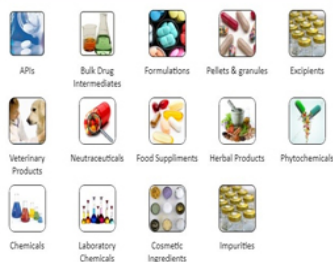 APIs
Bulk Drug
Intermediates
Formulations
Pellets & granules
Excipients
Veterinary
Products
Neutraceuticals
Food Suppliments
Herbal Products
Phytochemicals
Chemicals
Laboratory
Chemicals
Cosmetic
Ingredients
Impurities